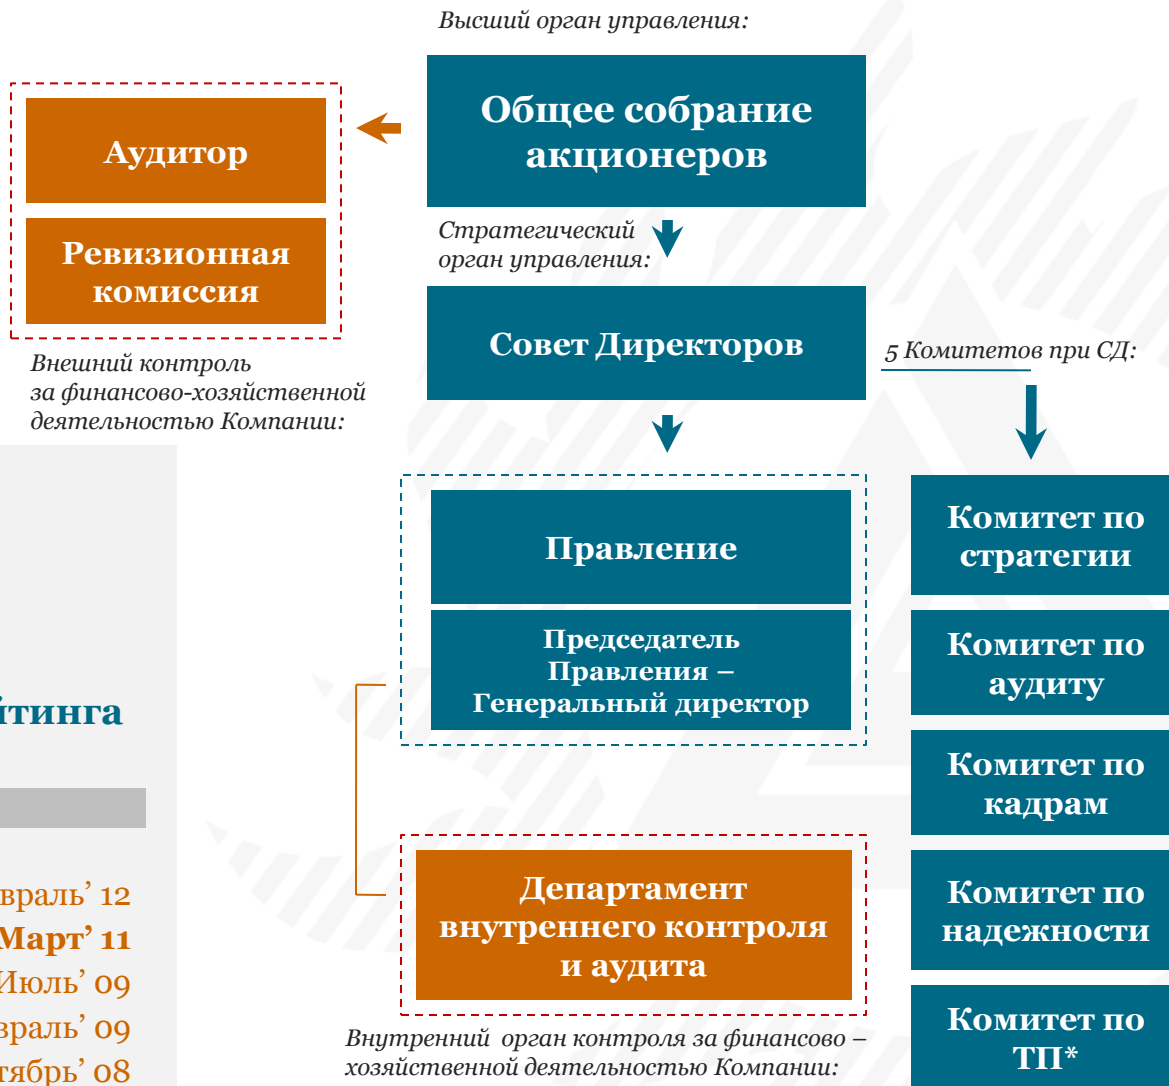 Высший орган управления:
Общее собрание
акционеров
Аудитор
Ревизионная
комиссия
Внешний контроль
за финансово-хозяйственной
деятельностью Компании:
Стратегический
орган управления:
Совет Директоров
5 Комитетов при СД:
Правление
Председатель
Правления –
Генеральный директор
Комитет по
стратегии
Комитет по
аудиту
Комитет по
кадрам
Комитет по
надежности
Комитет по
ТП*
Департамент
внутреннего контроля
и аудита
Внутренний орган контроля за финансово –
хозяйственной деятельностью Компании:
йтинга
враль’ 12
Март’ 11
Июль’ 09
враль’ 09
тябрь’ 08